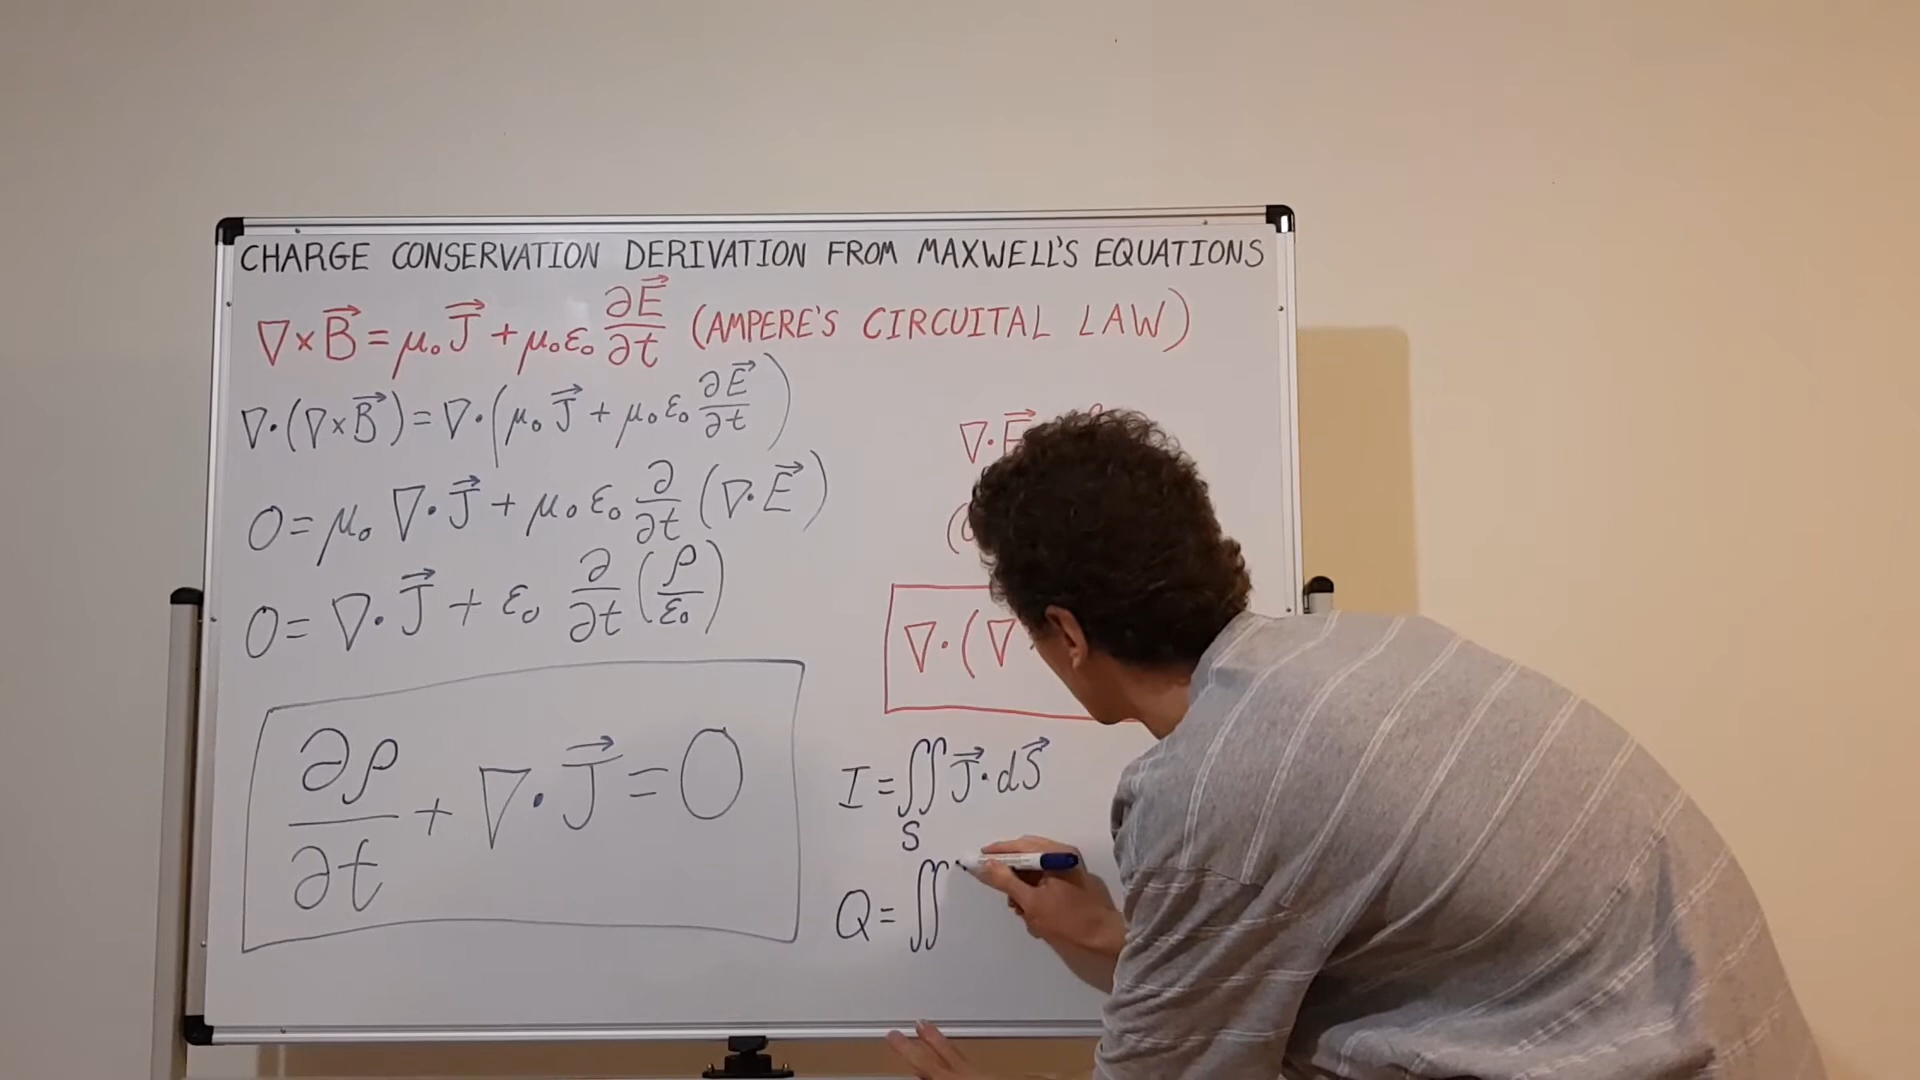 CHARGE CONSERVATION DERIVATION FROM MAXWELL'S EQUATIONS
∇×B⃗ = μ₀J⃗ + μ₀ε₀ ∂E⃗/∂t (AMPERE'S CIRCUITAL LAW)
∇·(∇×B⃗) = ∇·(μ₀J⃗ + μ₀ε₀ ∂E⃗/∂t)
0 = μ₀ ∇·J⃗ + μ₀ε₀ ∂/∂t (∇·E⃗)
0 = ∇·J⃗ + ε₀ ∂/∂t (ρ/ε₀)
∂ρ/∂t + ∇·J⃗ = 0
∇·E⃗
∇·(∇
I = ∬ J⃗·dS⃗
S
Q = ∬